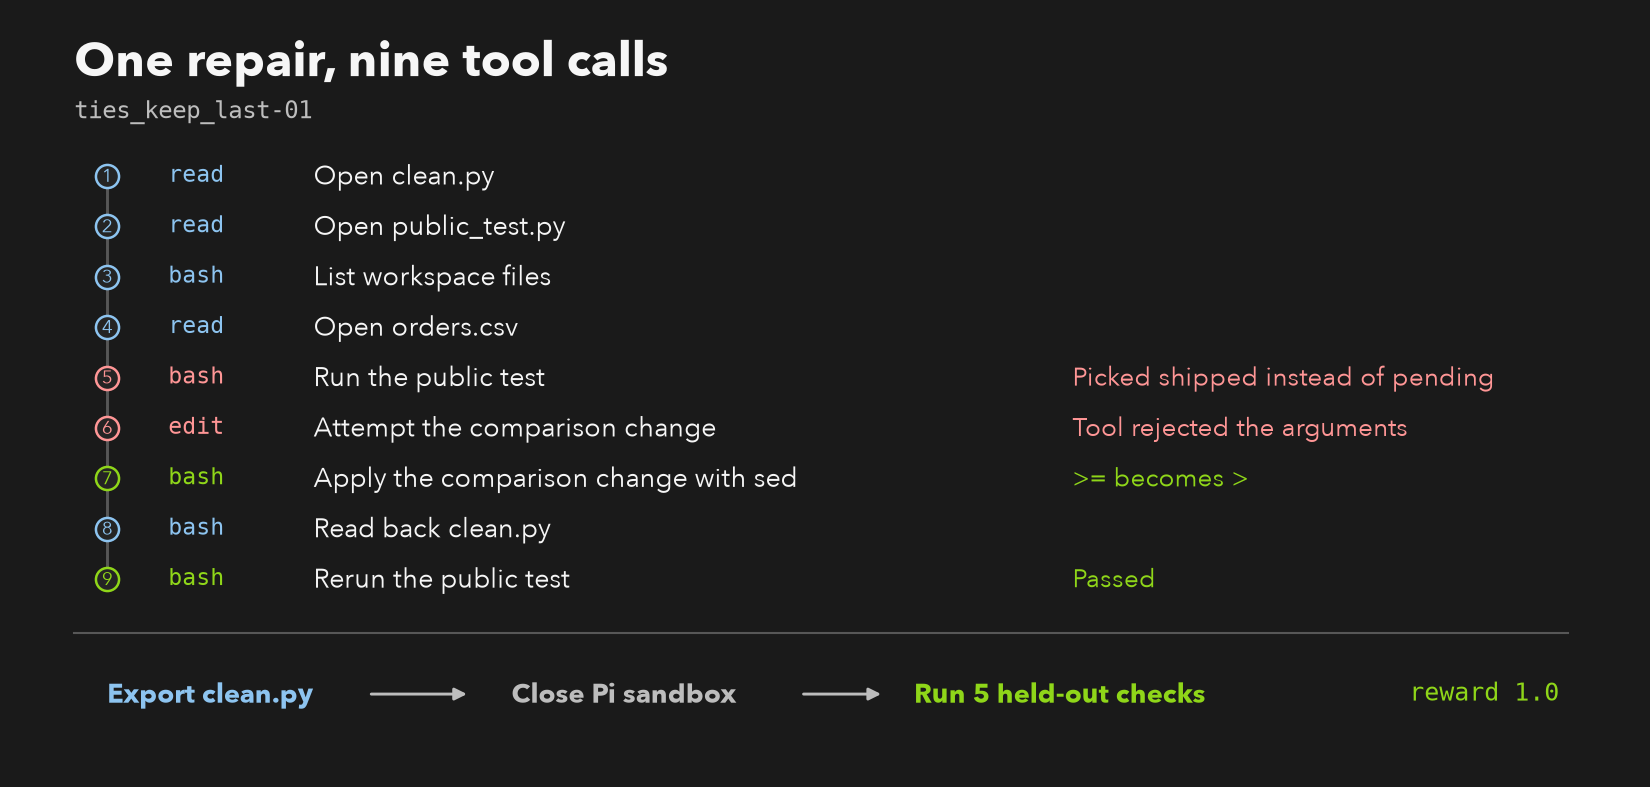 One repair, nine tool calls
ties_keep_last-01
1 read Open clean.py
2 read Open public_test.py
3 bash List workspace files
4 read Open orders.csv
5 bash Run the public test Picked shipped instead of pending
6 edit Attempt the comparison change Tool rejected the arguments
7 bash Apply the comparison change with sed >= becomes >
8 bash Read back clean.py
9 bash Rerun the public test Passed
Export clean.py Close Pi sandbox Run 5 held-out checks reward 1.0